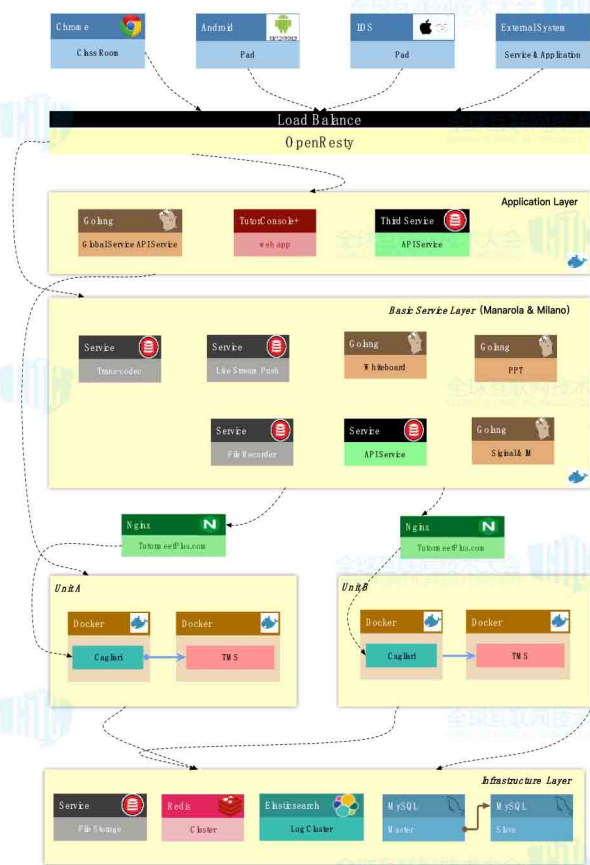 Chrome
Class Room
Android
Pad
IOS
Pad
ExternalSystem
Service & Application
Load Balance
OpenResty
Application Layer
Golang
GlobalService APIService
TutorConsole+
web app
Third Service
APIService
Basic Service Layer (Manarola & Milano)
Service
Transcoder
Service
Live Stream Push
Golang
Whiteboard
Golang
PPT
Service
File Recorder
Service
APIService
Golang
Nginx
TutormeetPlus.com
Nginx
TutormeetPlus.com
UnitA
Docker
Cagliari
Docker
TMS
UnitB
Docker
Cagliari
Docker
TMS
Infrastructure Layer
Service
File Storage
Redis
Cluster
Elasticsearch
Log Cluster
MySQL
Master
MySQL
Slave